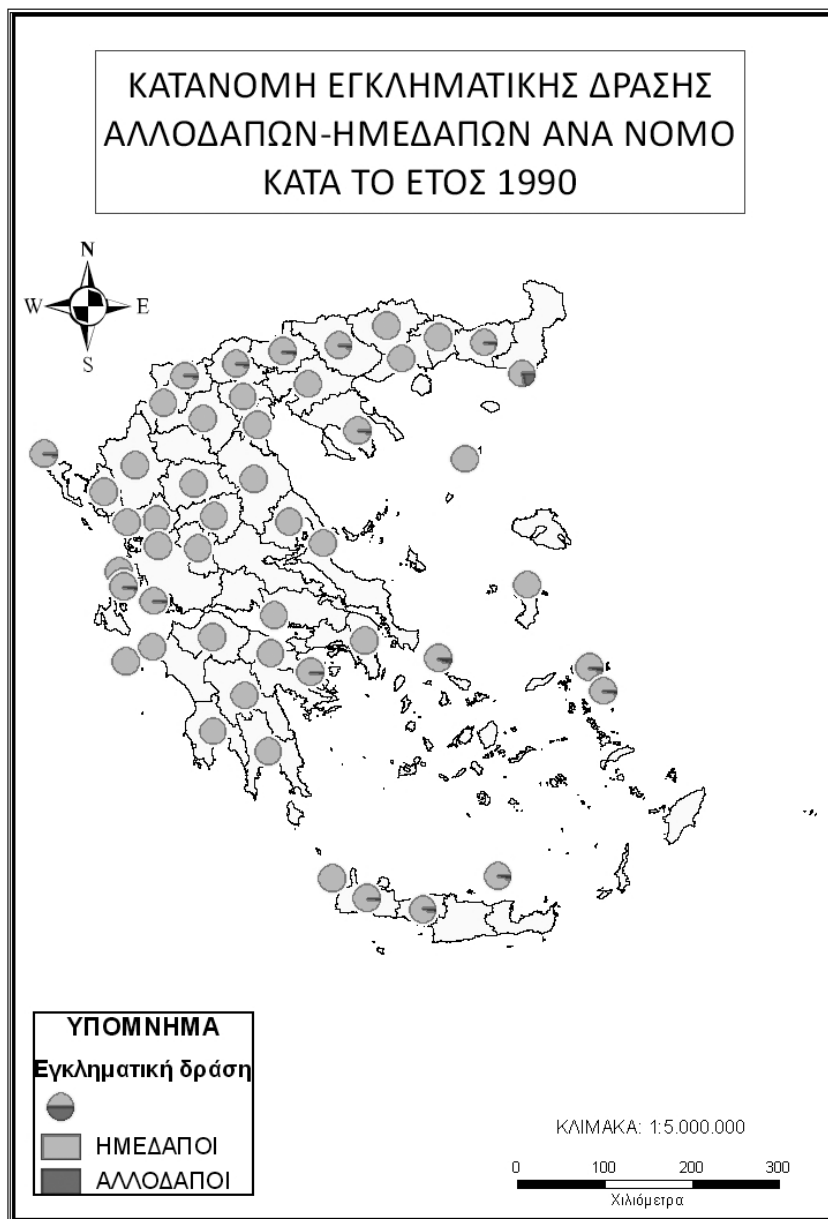 ΚΑΤΑΝΟΜΗ ΕΓΚΛΗΜΑΤΙΚΗΣ ΔΡΑΣΗΣ
ΑΛΛΟΔΑΠΩΝ-ΗΜΕΔΑΠΩΝ ΑΝΑ ΝΟΜΟ
ΚΑΤΑ ΤΟ ΕΤΟΣ 1990
N
W
E
S
ΥΠΟΜΝΗΜΑ
Εγκληματική δράση
ΗΜΕΔΑΠΟΙ
ΑΛΛΟΔΑΠΟΙ
ΚΛΙΜΑΚΑ: 1:5.000.000
0 100 200 300
Χιλιόμετρα